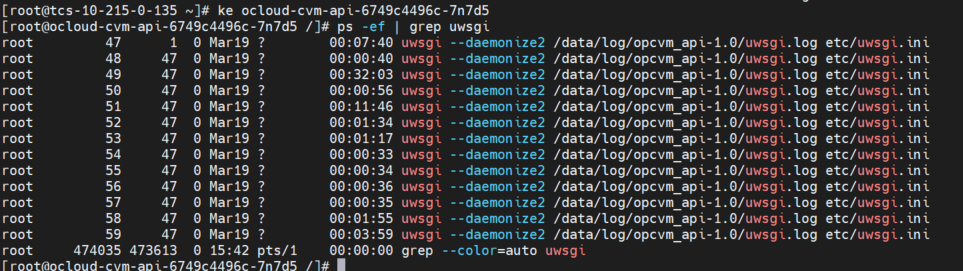 [root@tcs-10-215-0-135 ~]# ke ocloud-cvm-api-6749c4496c-7n7d5
[root@ocloud-cvm-api-6749c4496c-7n7d5 /]# ps -ef | grep uwsgi
root 47 1 0 Mar19 ? 00:07:40 uwsgi --daemonize2 /data/log/opcvm_api-1.0/uwsgi.log etc/uwsgi.ini
root 48 47 0 Mar19 ? 00:00:40 uwsgi --daemonize2 /data/log/opcvm_api-1.0/uwsgi.log etc/uwsgi.ini
root 49 47 0 Mar19 ? 00:32:03 uwsgi --daemonize2 /data/log/opcvm_api-1.0/uwsgi.log etc/uwsgi.ini
root 50 47 0 Mar19 ? 00:00:56 uwsgi --daemonize2 /data/log/opcvm_api-1.0/uwsgi.log etc/uwsgi.ini
root 51 47 0 Mar19 ? 00:11:46 uwsgi --daemonize2 /data/log/opcvm_api-1.0/uwsgi.log etc/uwsgi.ini
root 52 47 0 Mar19 ? 00:01:34 uwsgi --daemonize2 /data/log/opcvm_api-1.0/uwsgi.log etc/uwsgi.ini
root 53 47 0 Mar19 ? 00:01:17 uwsgi --daemonize2 /data/log/opcvm_api-1.0/uwsgi.log etc/uwsgi.ini
root 54 47 0 Mar19 ? 00:00:33 uwsgi --daemonize2 /data/log/opcvm_api-1.0/uwsgi.log etc/uwsgi.ini
root 55 47 0 Mar19 ? 00:00:34 uwsgi --daemonize2 /data/log/opcvm_api-1.0/uwsgi.log etc/uwsgi.ini
root 56 47 0 Mar19 ? 00:00:36 uwsgi --daemonize2 /data/log/opcvm_api-1.0/uwsgi.log etc/uwsgi.ini
root 57 47 0 Mar19 ? 00:00:35 uwsgi --daemonize2 /data/log/opcvm_api-1.0/uwsgi.log etc/uwsgi.ini
root 58 47 0 Mar19 ? 00:01:55 uwsgi --daemonize2 /data/log/opcvm_api-1.0/uwsgi.log etc/uwsgi.ini
root 59 47 0 Mar19 ? 00:03:59 uwsgi --daemonize2 /data/log/opcvm_api-1.0/uwsgi.log etc/uwsgi.ini
root 474035 473613 0 15:42 pts/1 00:00:00 grep --color=auto uwsgi
[root@ocloud-cvm-api-6749c4496c-7n7d5 /]#